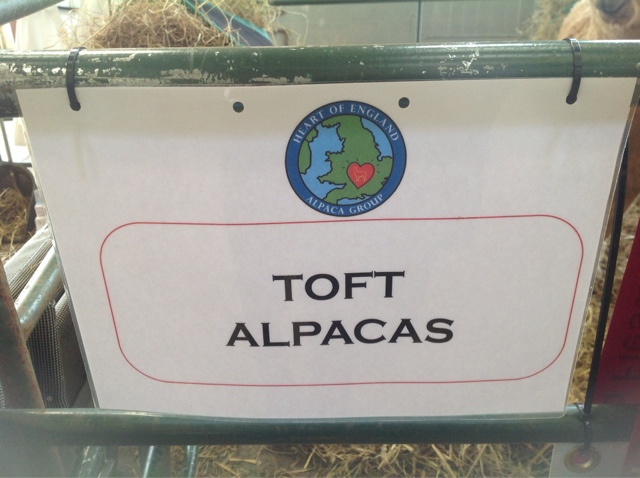 HEART OF ENGLAND
ALPACA GROUP
TOFT
ALPACAS